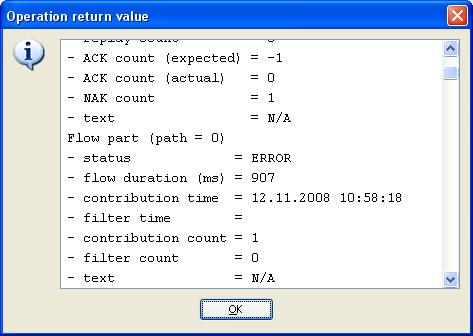 Operation return value
- ACK count (expected) = -1
- ACK count (actual) = 0
- NAK count = 1
- text = N/A
Flow part (path = 0)
- status = ERROR
- flow duration (ms) = 907
- contribution time = 12.11.2008 10:58:18
- filter time =
- contribution count = 1
- filter count = 0
- text = N/A
OK